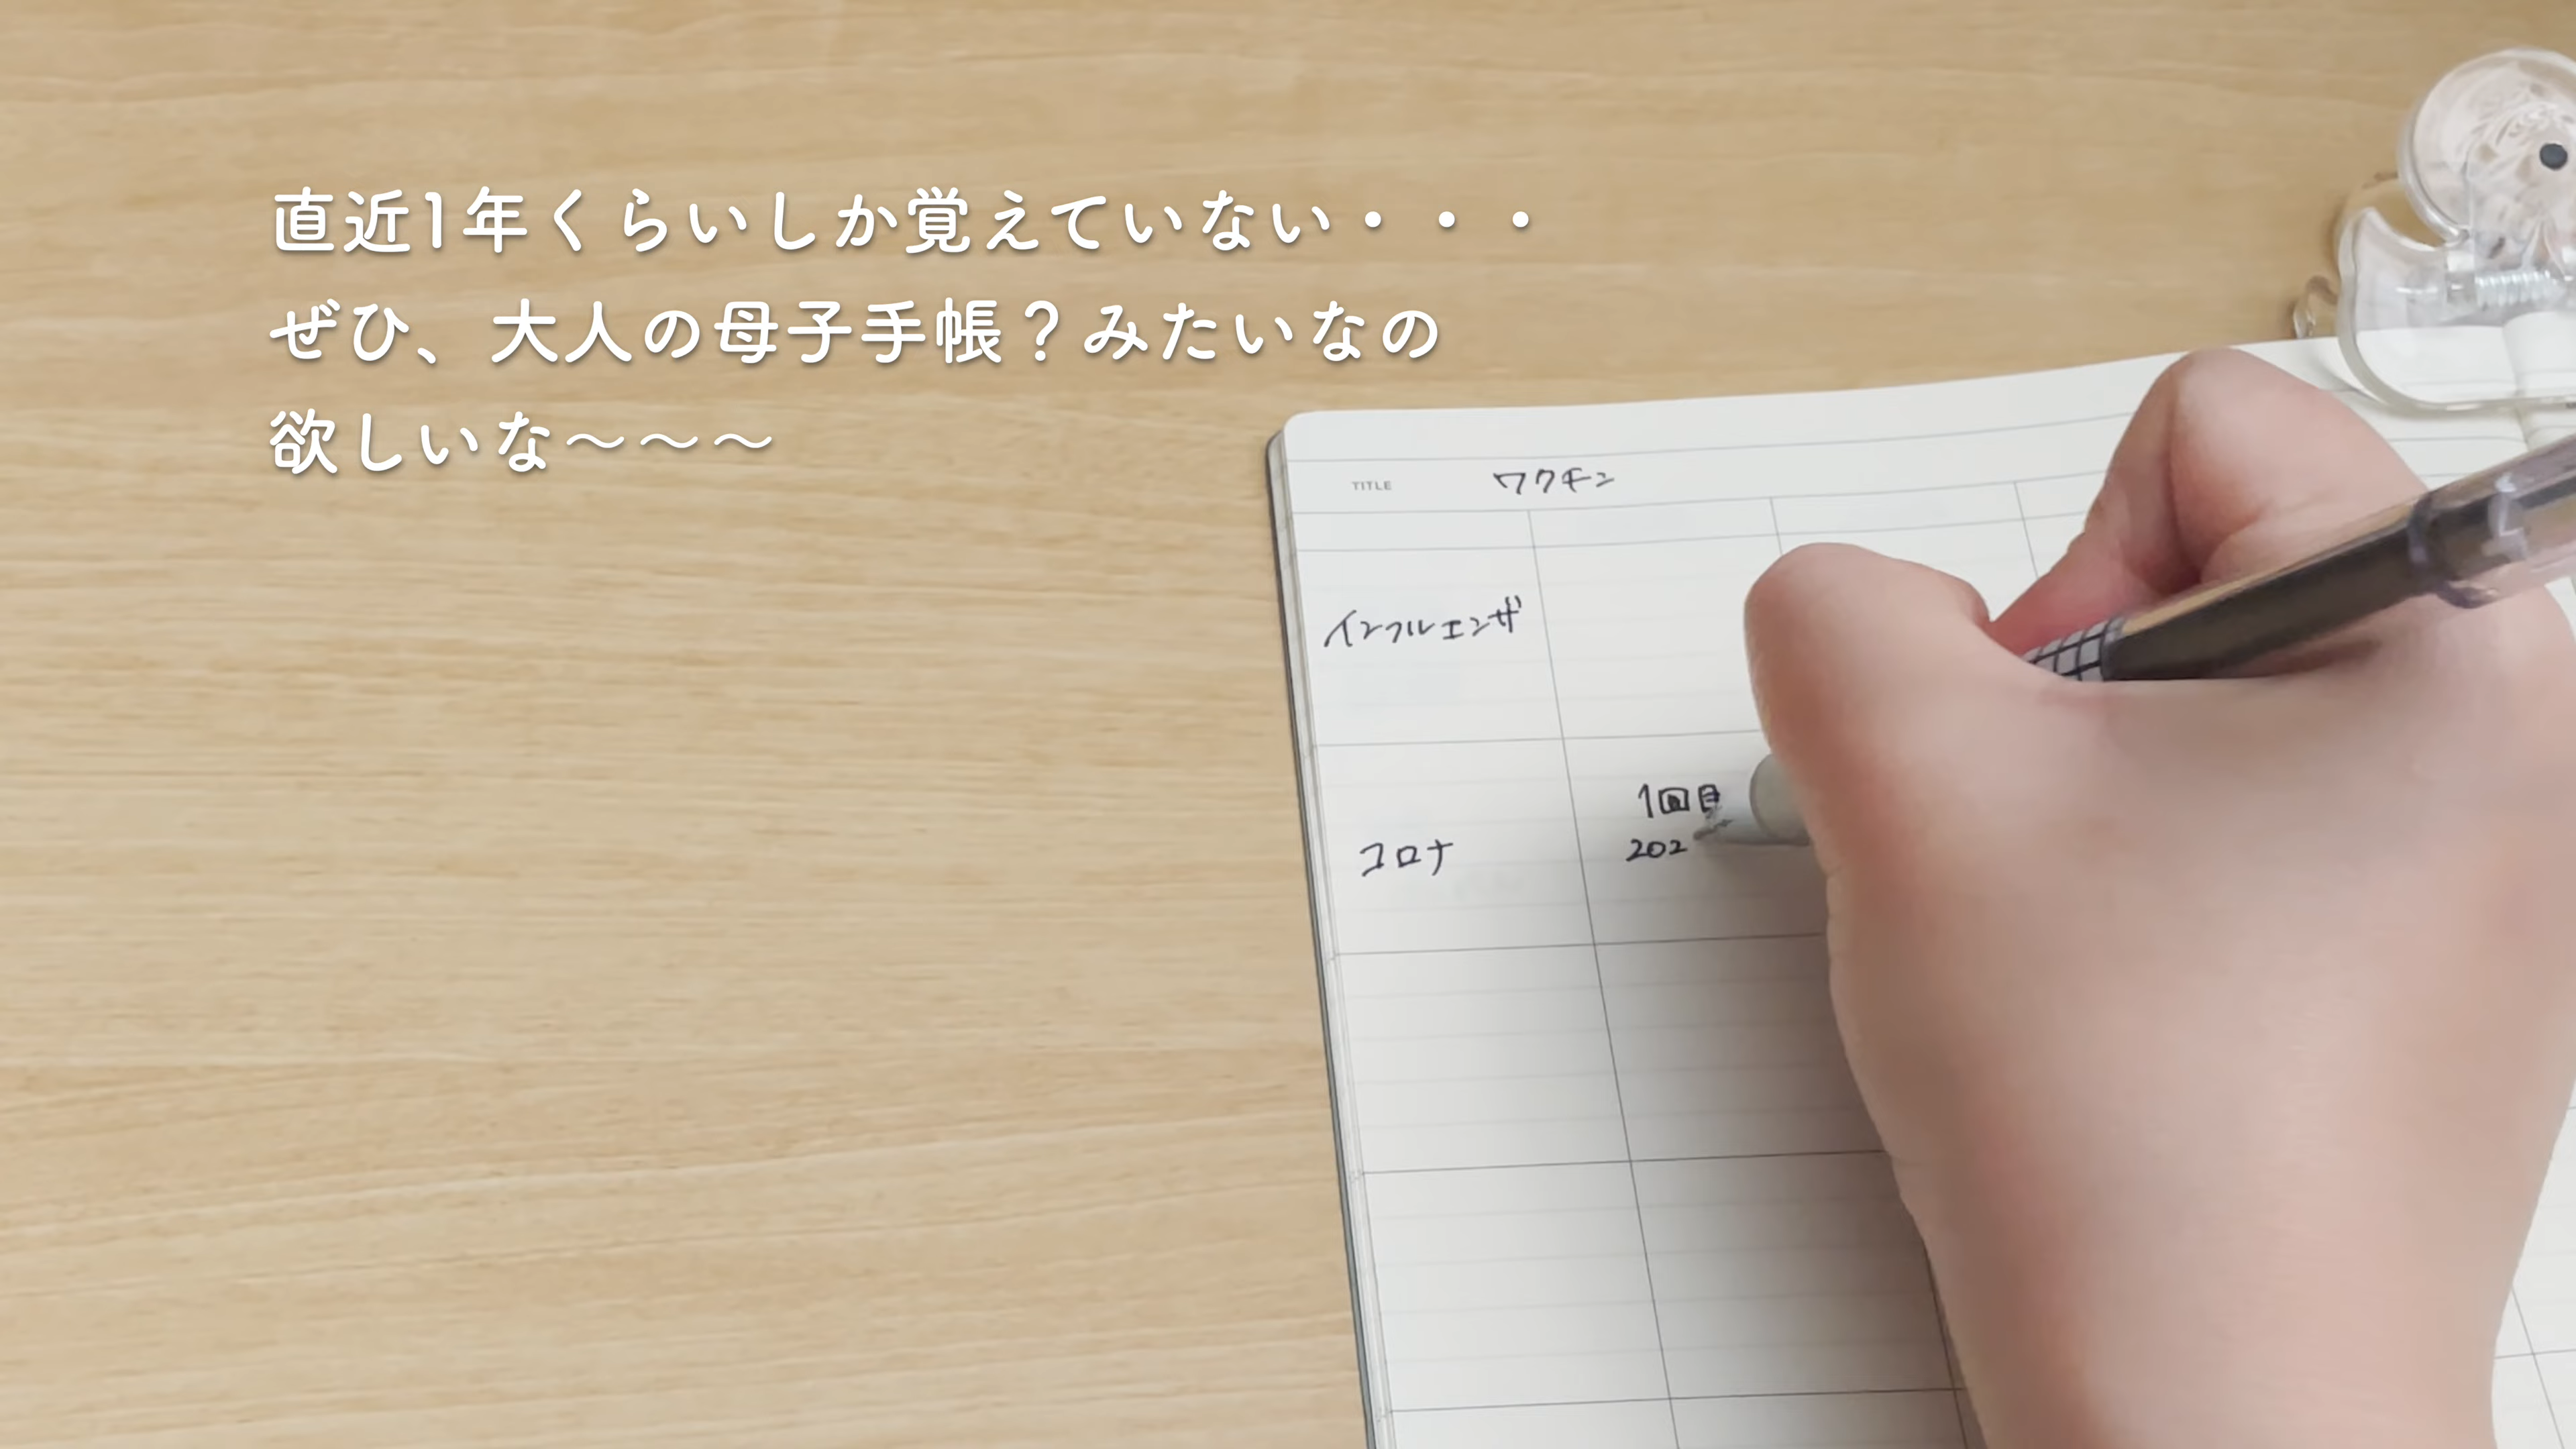 直近1年くらいしか覚えていない・・・
ぜひ、大人の母子手帳？みたいなの
欲しいな〜〜〜
TITLE ワクチン
インフルエンザ
コロナ
1回目
202